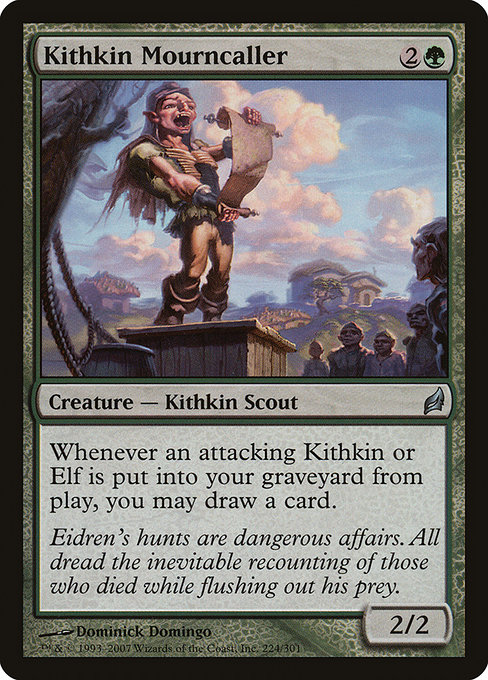 Kithkin Mourncaller 2
Creature — Kithkin Scout
Whenever an attacking Kithkin or
Elf is put into your graveyard from
play, you may draw a card.
Eidren's hunts are dangerous affairs. All
dread the inevitable recounting of those
who died while flushing out his prey.
2/2
Dominick Domingo
™ & © 1993–2007 Wizards of the Coast, Inc. 224/301